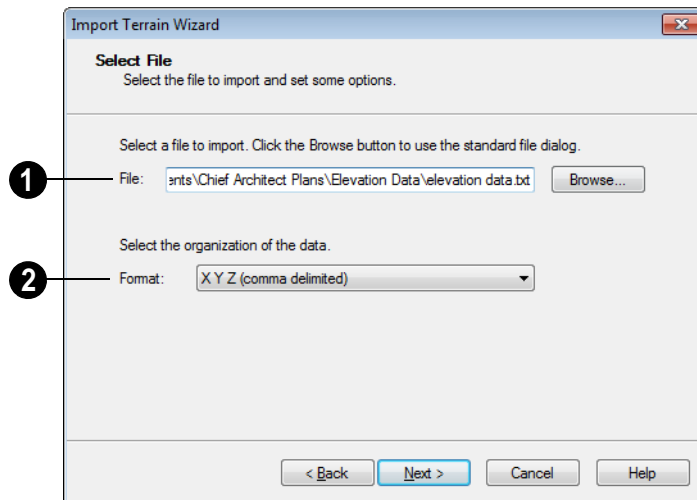 Import Terrain Wizard
Select File
Select the file to import and set some options.
Select a file to import. Click the Browse button to use the standard file dialog.
1 File: ents\Chief Architect Plans\Elevation Data\elevation data.txt Browse...
Select the organization of the data.
2 Format: X Y Z (comma delimited)
< Back Next > Cancel Help